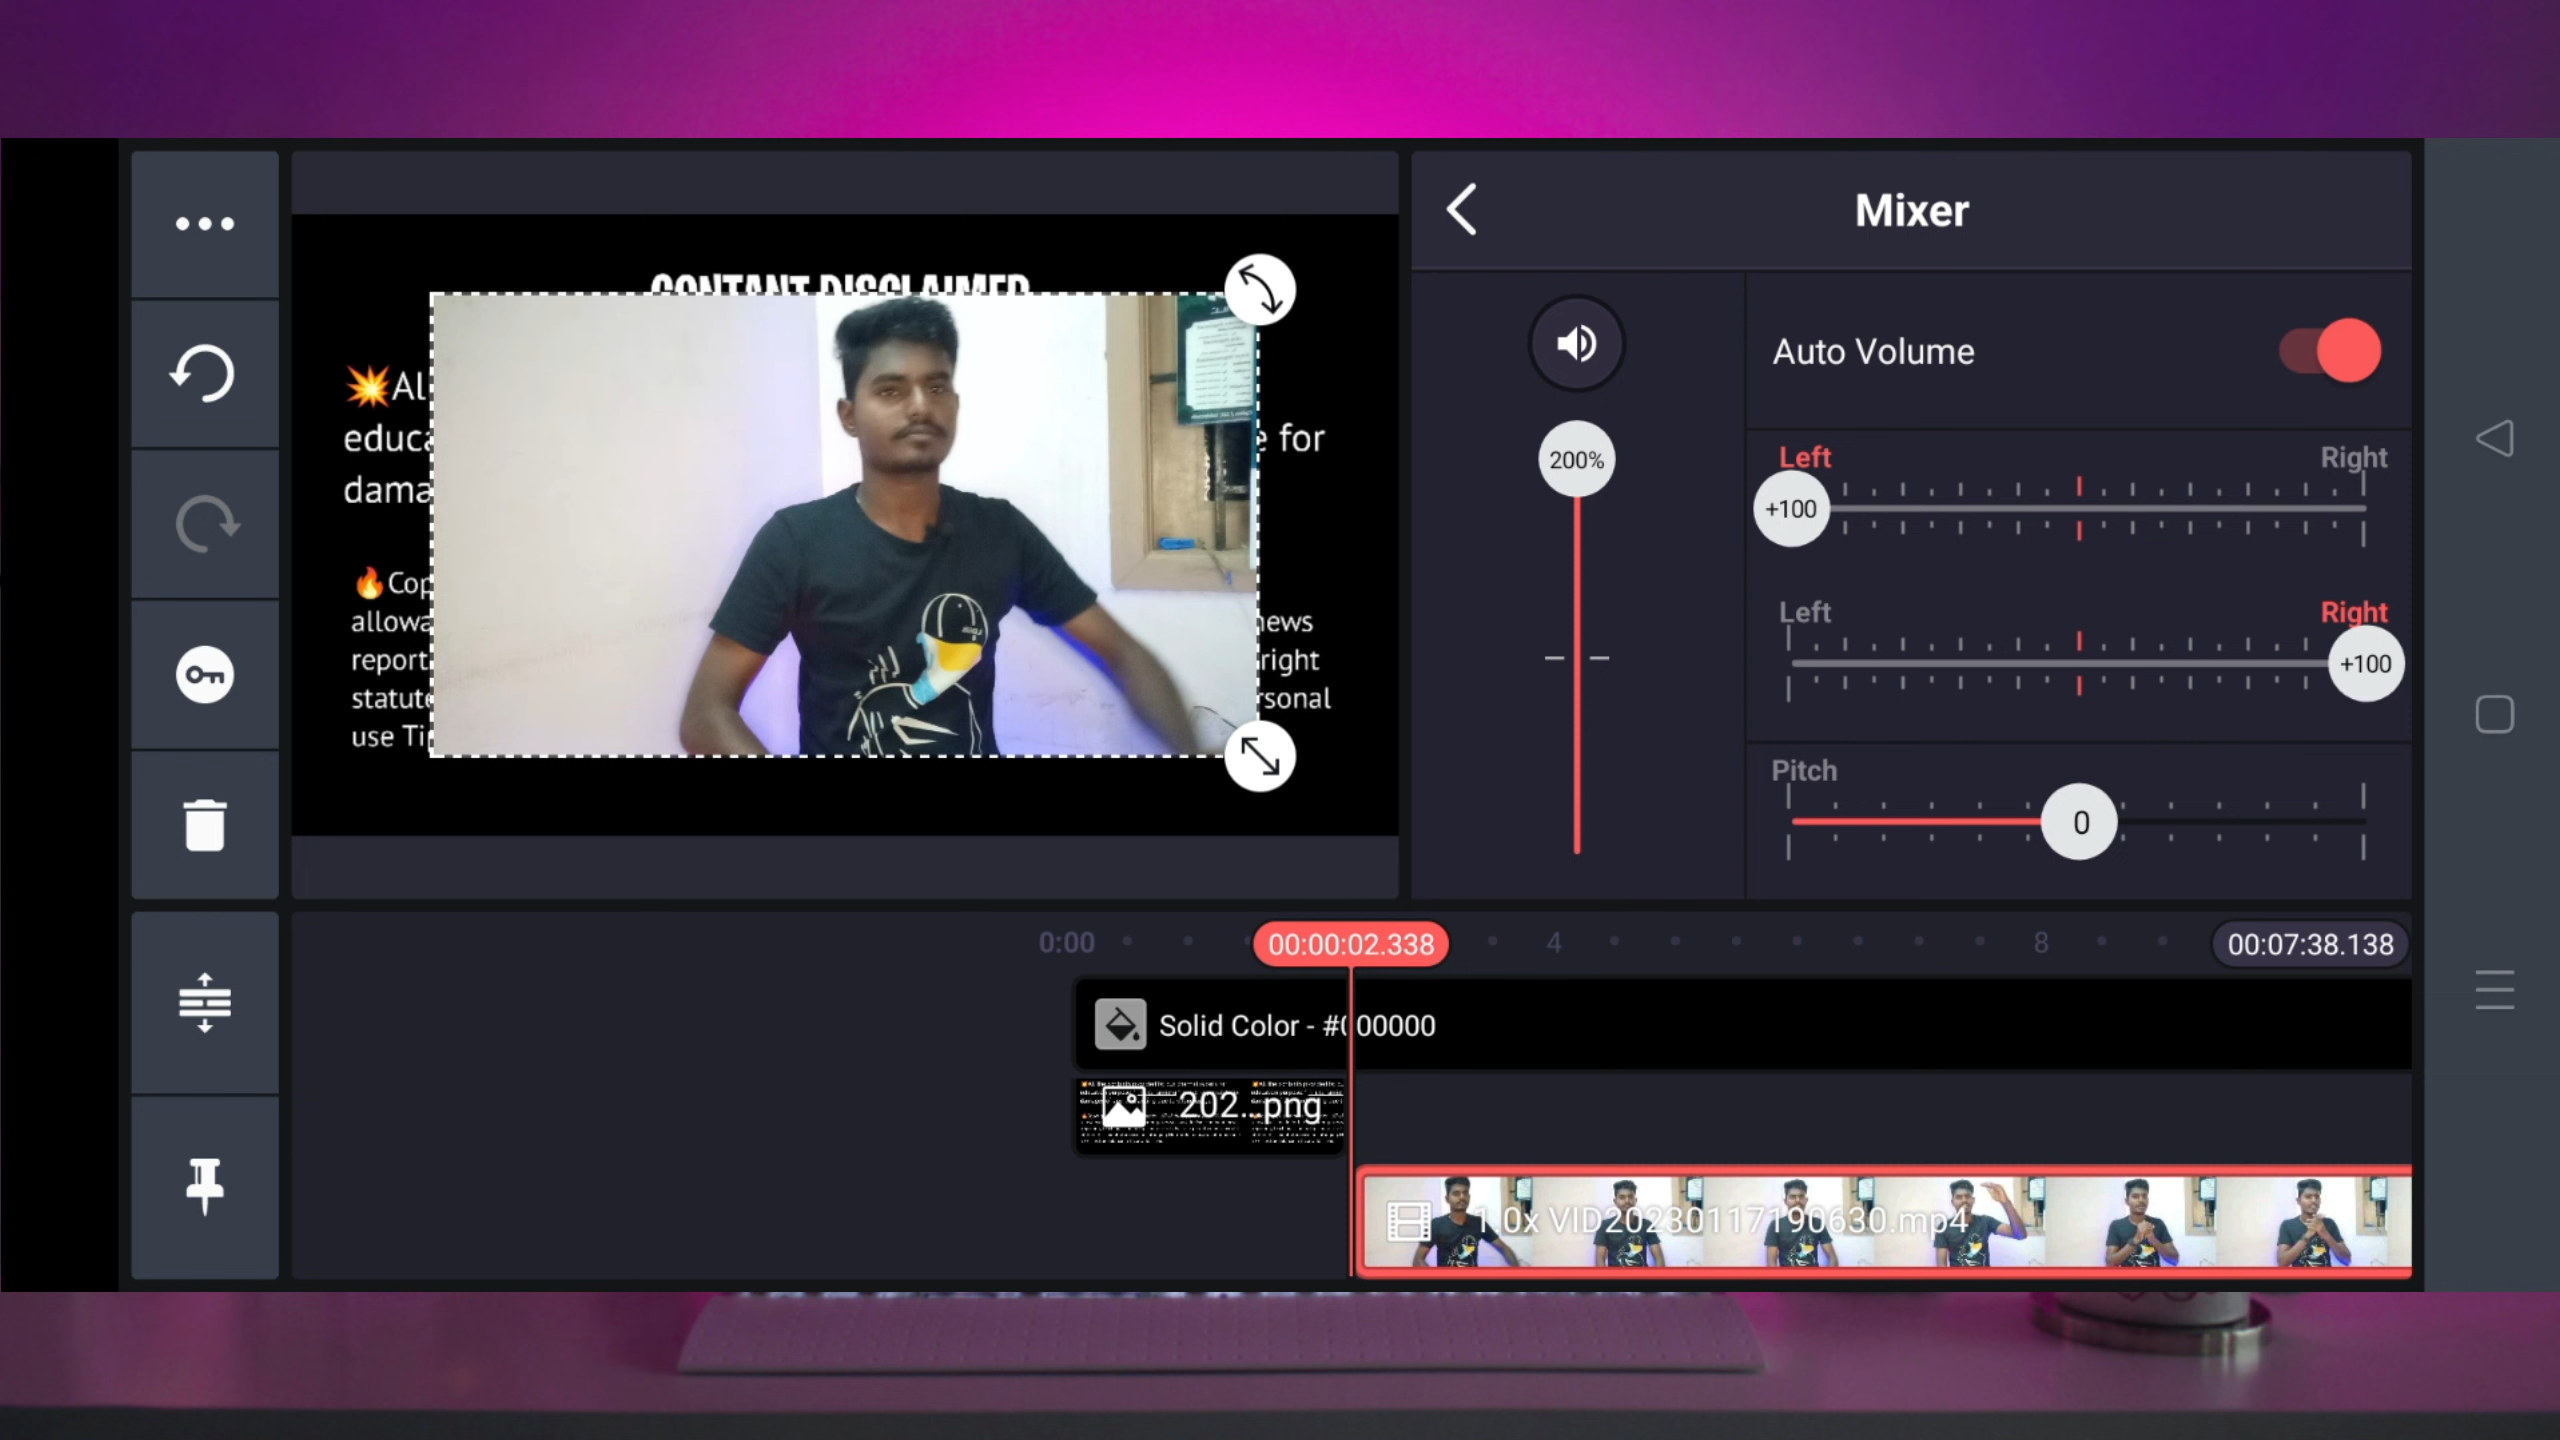 Mixer
CONTANT DISCLAIMER
💥Al
educa
e for
dama
🔥Cop
allowa
news
report
right
statute
rsonal
use Ti
200%
Auto Volume
Left
Right
+100
Left
Right
+100
Pitch
0
0:00
00:00:02.338
4
8
00:07:38.138
Solid Color - #000000
202...png
1.0x VID20230117190630.mp4